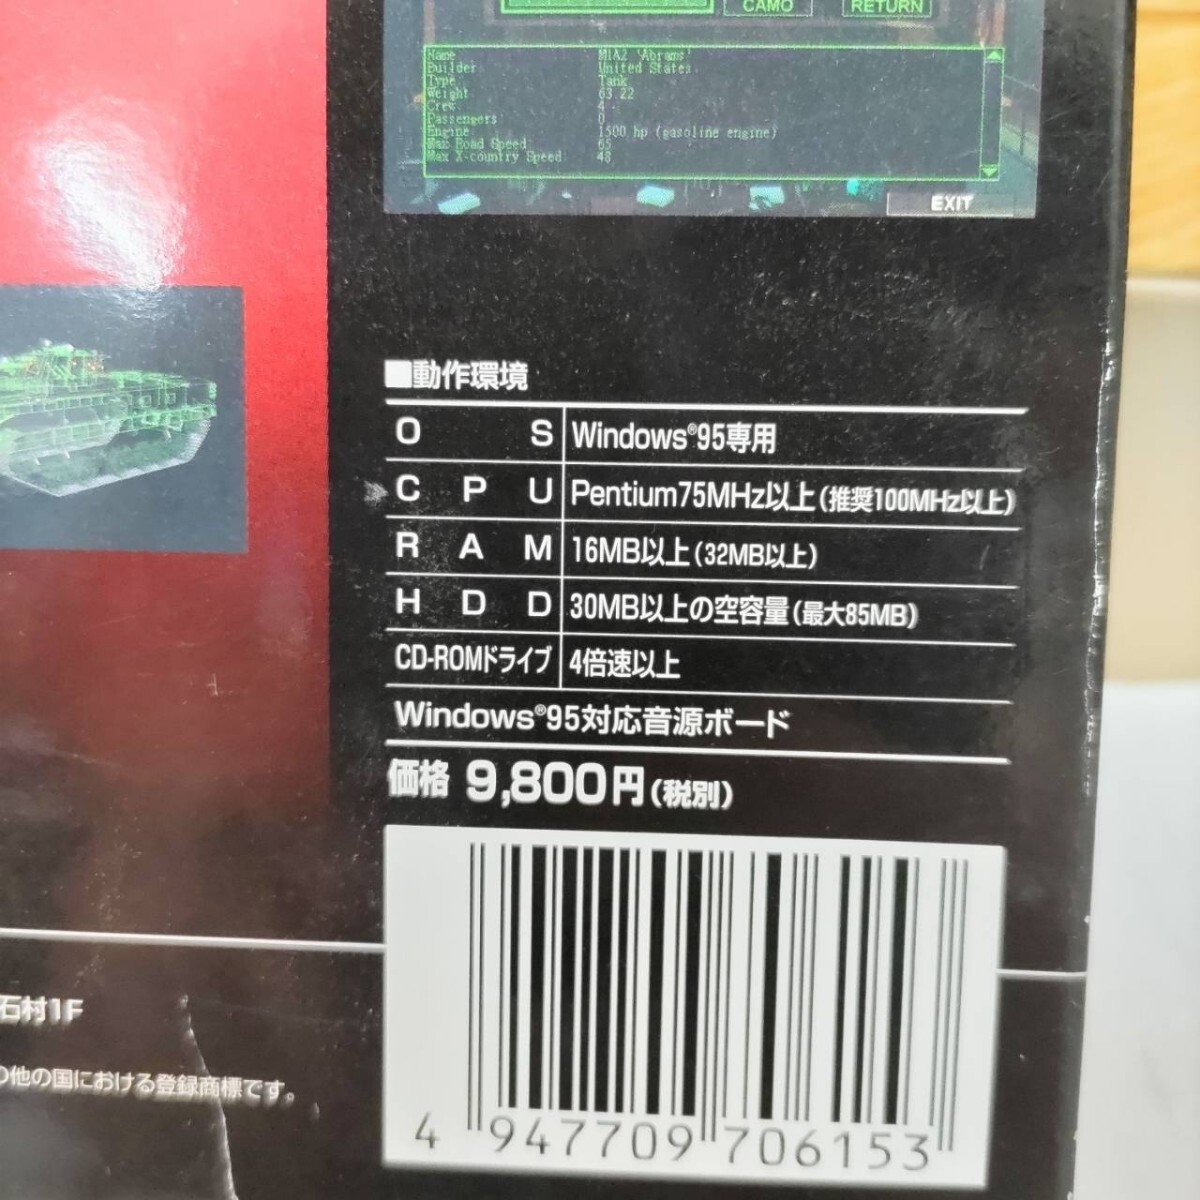 CAMO RETURN
Name M1A2 'Abrams'
Builder United States
Type Tank
Weight 63.22
Crew 4
Passengers 0
Engine 1500 hp (gasoline engine)
Max Road Speed 65
Max X-country Speed 48
EXIT
■動作環境
OS Windows®95専用
CPU Pentium75MHz以上(推奨100MHz以上)
RAM 16MB以上(32MB以上)
HDD 30MB以上の空容量(最大85MB)
CD-ROMドライブ 4倍速以上
Windows®95対応音源ボード
価格 9,800円(税別)
石村1F
の他の国における登録商標です。
4 947709 706153